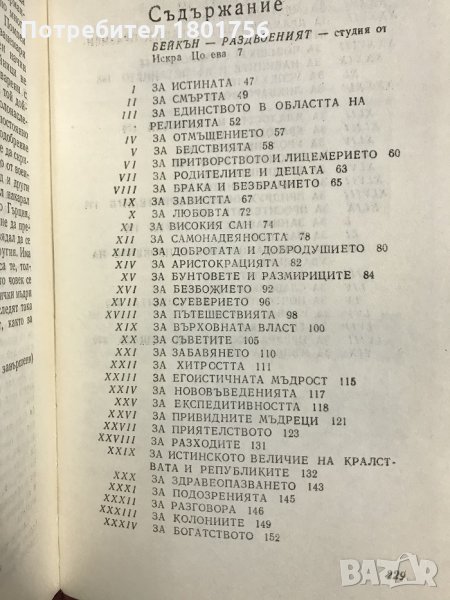 Потребител 1801756
Съдържание
БЕЙКЪН — РАЗДВОЕНИЯТ — студия от
Искра Цоева 7
I ЗА ИСТИНАТА 47
II ЗА СМЪРТТА 49
III ЗА ЕДИНСТВОТО В ОБЛАСТТА НА
РЕЛИГИЯТА 52
IV ЗА ОТМЪЩЕНИЕТО 57
V ЗА БЕДСТВИЯТА 58
VI ЗА ПРИТВОРСТВОТО И ЛИЦЕМЕРИЕТО 60
VII ЗА РОДИТЕЛИТЕ И ДЕЦАТА 63
VIII ЗА БРАКА И БЕЗБРАЧИЕТО 65
IX ЗА ЗАВИСТТА 67
X ЗА ЛЮБОВТА 72
XI ЗА ВИСОКИЯ САН 74
XII ЗА САМОНАДЕЯНОСТТА 78
XIII ЗА ДОБРОТАТА И ДОБРОДУШИЕТО 80
XIV ЗА АРИСТОКРАЦИЯТА 82
XV ЗА БУНТОВЕТЕ И РАЗМИРИЦИТЕ 84
XVI ЗА БЕЗБОЖИЕТО 92
XVII ЗА СУЕВЕРИЕТО 96
XVIII ЗА ПЪТЕШЕСТВИЯТА 98
XIX ЗА ВЪРХОВНАТА ВЛАСТ 100
XX ЗА СЪВЕТИТЕ 105
XXI ЗА ЗАБАВЯНЕТО 110
XXII ЗА ХИТРОСТТА 111
XXIII ЗА ЕГОИСТИЧНАТА МЪДРОСТ 115
XXIV ЗА НОВОВЪВЕДЕНИЯТА 117
XXV ЗА ЕКСПЕДИТИВНОСТТА 118
XXVI ЗА ПРИВИДНИТЕ МЪДРЕЦИ 121
XXVII ЗА ПРИЯТЕЛСТВОТО 123
XXVIII ЗА РАЗХОДИТЕ 131
XXIX ЗА ИСТИНСКОТО ВЕЛИЧИЕ НА КРАЛСТ-
ВАТА И РЕПУБЛИКИТЕ 132
XXX ЗА ЗДРАВЕОПАЗВАНЕТО 143
XXXI ЗА ПОДОЗРЕНИЯТА 145
XXXII ЗА РАЗГОВОРА 146
XXXIII ЗА КОЛОНИИТЕ 149
XXXIV ЗА БОГАТСТВОТО 152
229
BAZAR